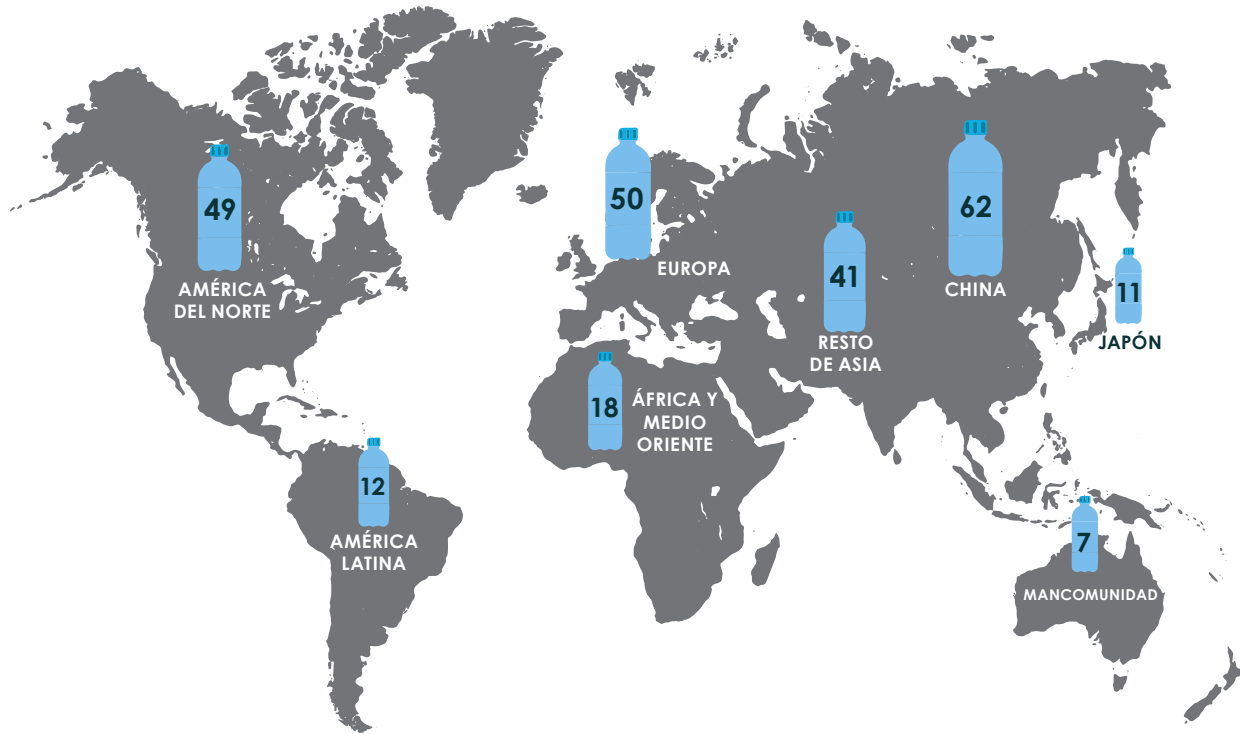 49
AMÉRICA
DEL NORTE
50
EUROPA
62
CHINA
41
RESTO
DE ASIA
11
JAPÓN
18
ÁFRICA Y
MEDIO
ORIENTE
12
AMÉRICA
LATINA
7
MANCOMUNIDAD